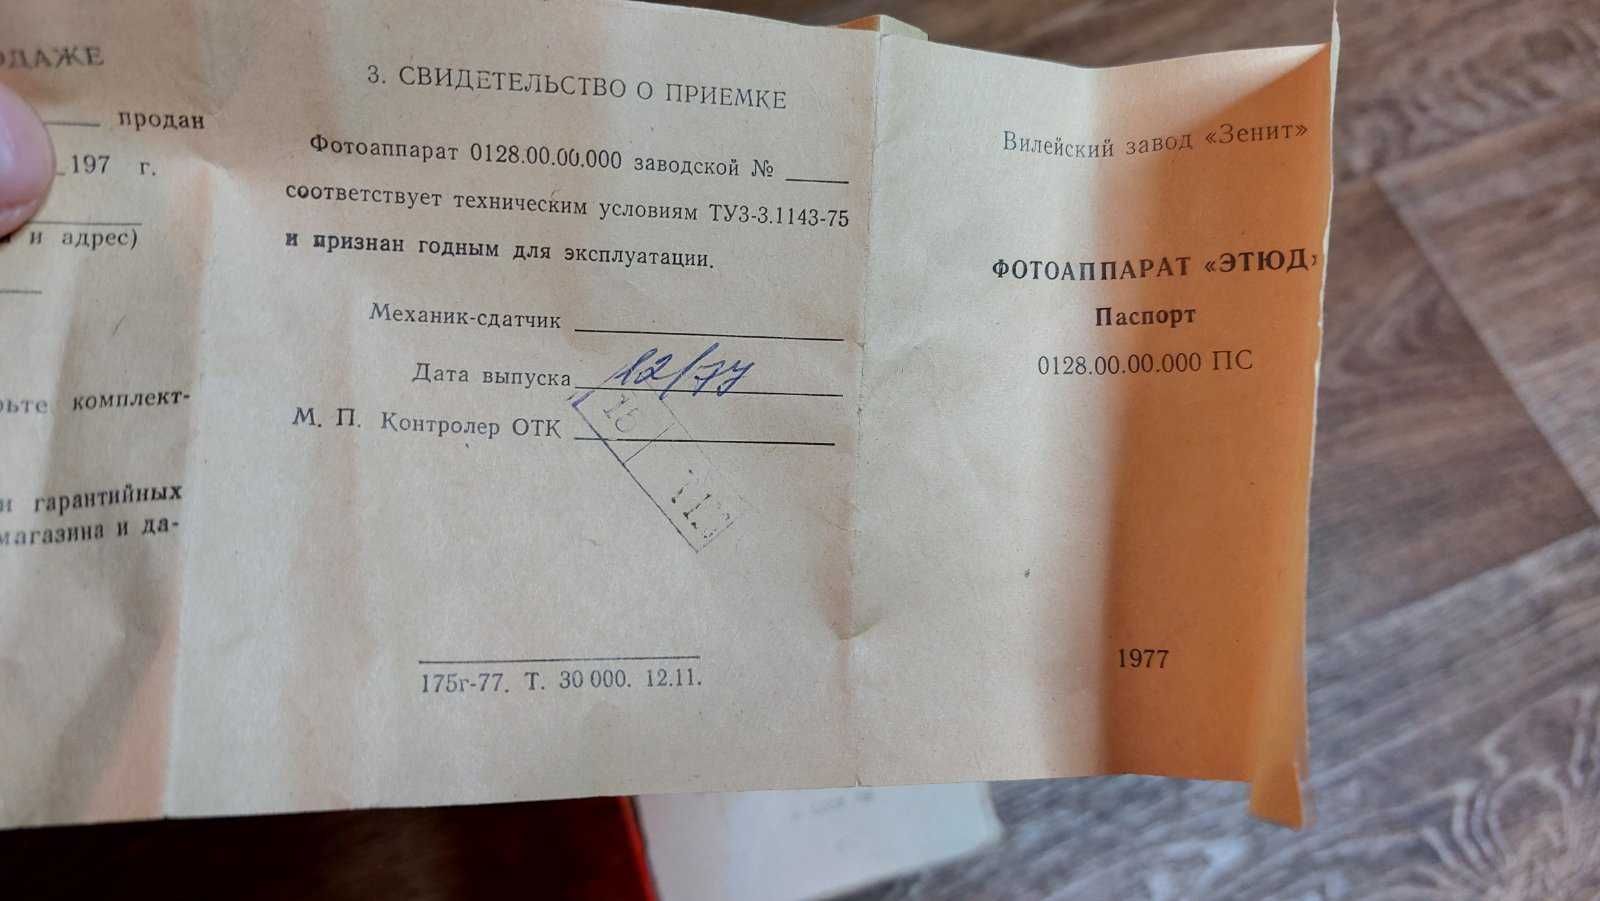 ОДАЖЕ
продан
197 г.
и адрес)
рьте комплект-
и гарантийных
магазина и да-
3. СВИДЕТЕЛЬСТВО О ПРИЕМКЕ
Фотоаппарат 0128.00.00.000 заводской №
соответствует техническим условиям ТУ3-3.1143-75
и признан годным для эксплуатации.
Механик-сдатчик
Дата выпуска 12/77
М. П. Контролер ОТК
175г-77. Т. 30 000. 12.11.
Вилейский завод «Зенит»
ФОТОАППАРАТ «ЭТЮД»
Паспорт
0128.00.00.000 ПС
1977